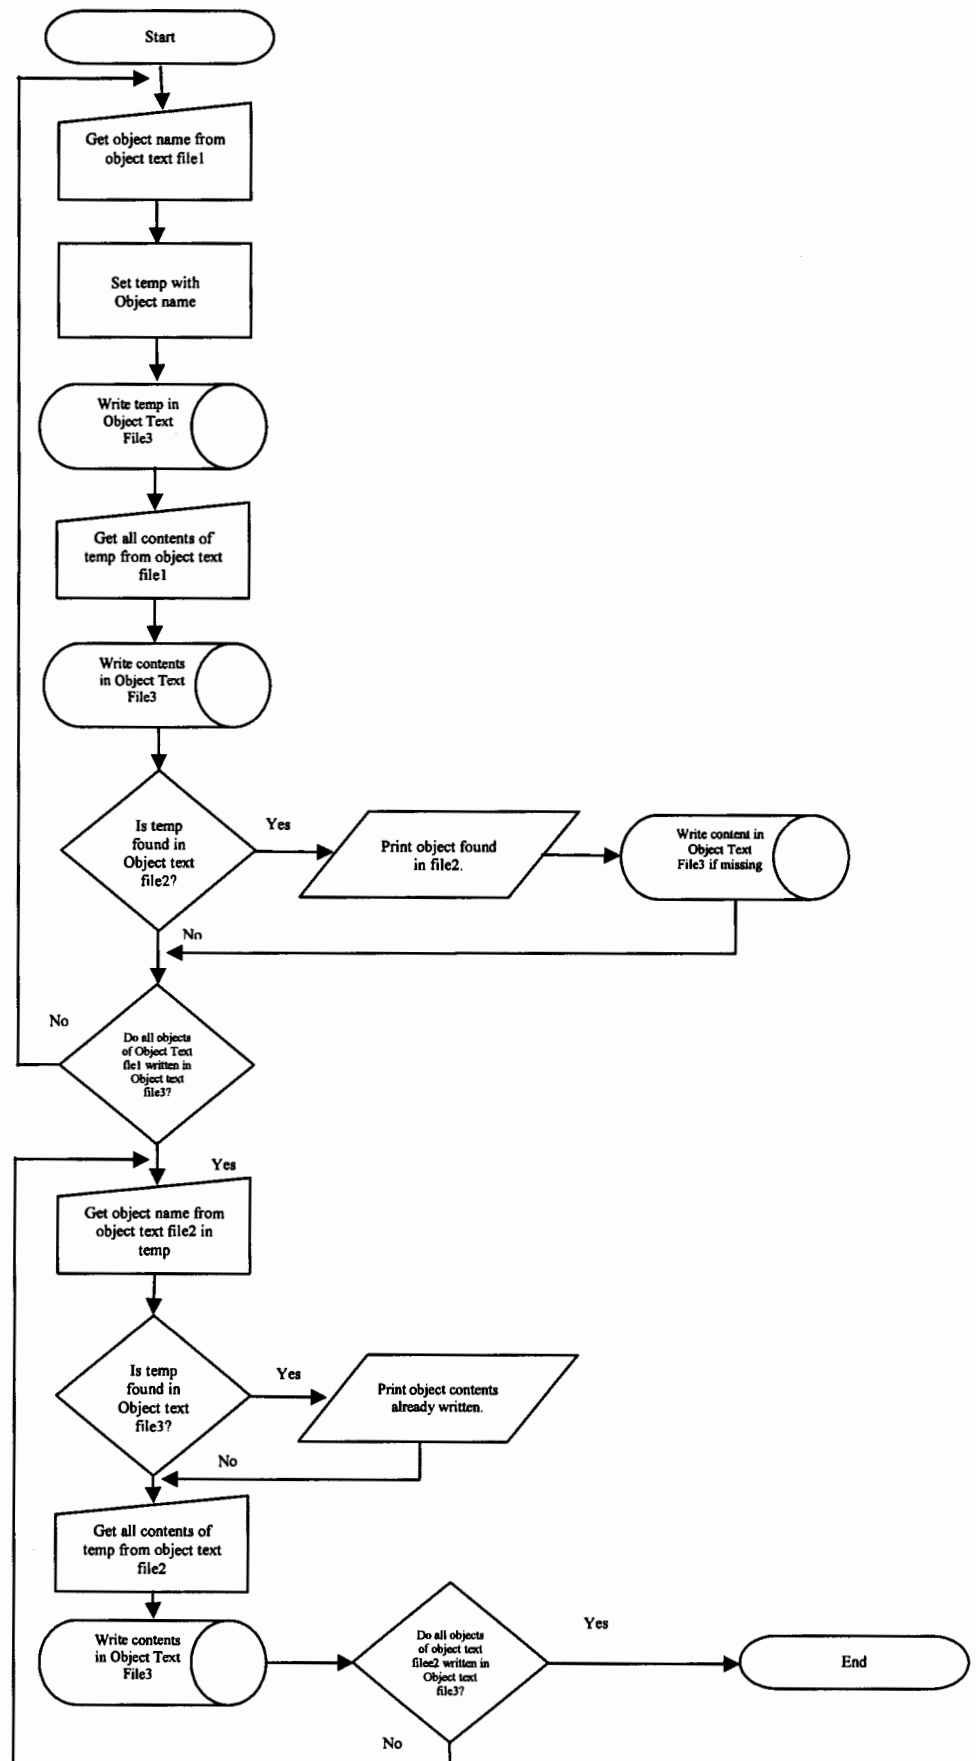 Start
Get object name from
object text file1
Set temp with
Object name
Write temp in
Object Text
File3
Get all contents of
temp from object text
file1
Write contents
in Object Text
File3
Is temp
found in
Object text
file2?
Yes
Print object found
in file2.
Write content in
Object Text
File3 if missing
No
No
Do all objects
of Object Text
fle1 written in
Object text
file3?
Yes
Get object name from
object text file2 in
temp
Is temp
found in
Object text
file3?
Yes
Print object contents
already written.
No
Get all contents of
temp from object text
file2
Write contents
in Object Text
File3
Do all objects
of object text
filee2 written in
Object text
file3?
Yes
End
No